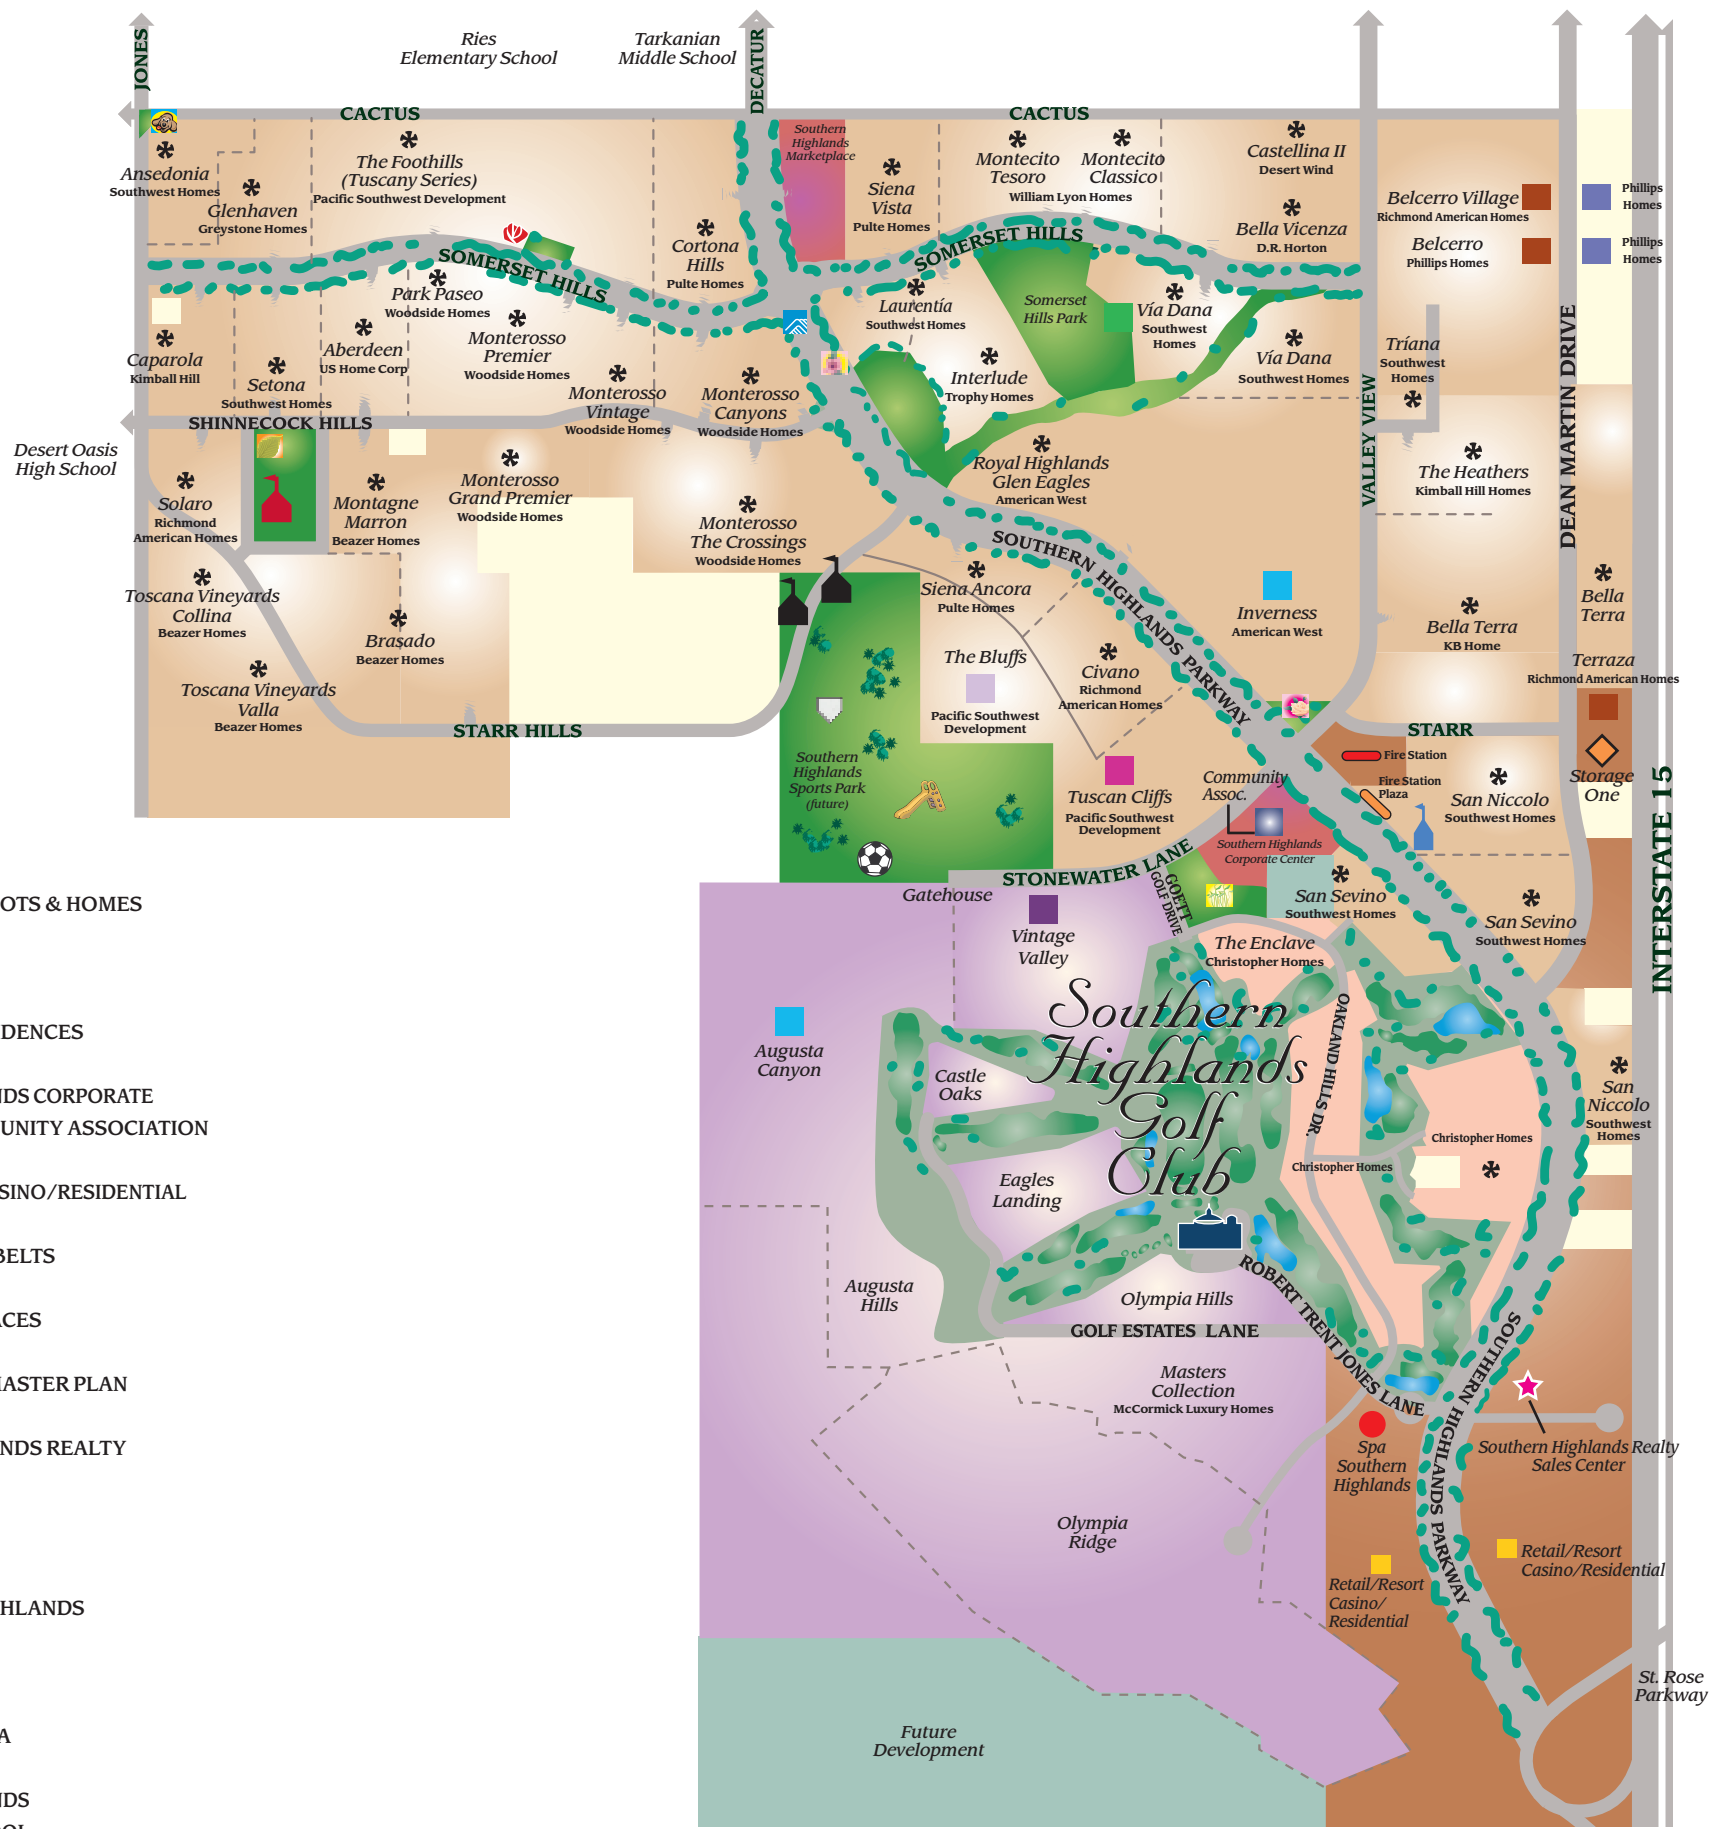 JONES
Ries
Elementary School
Tarkanian
Middle School
DECATUR
CACTUS
CACTUS
Ansedonia
Southwest Homes
Glenhaven
Greystone Homes
The Foothills
(Tuscany Series)
Pacific Southwest Development
Cortona
Hills
Pulte Homes
Southern
Highlands
Marketplace
Siena
Vista
Pulte Homes
Montecito
Tesoro
Montecito
Classico
William Lyon Homes
Castellina II
Desert Wind
Bella Vicenza
D.R. Horton
Belcerro Village
Richmond American Homes
Belcerro
Phillips Homes
Phillips
Homes
Phillips
Homes
SOMERSET HILLS
SOMERSET HILLS
Park Paseo
Woodside Homes
Caparola
Kimball Hill
Setona
Southwest Homes
Aberdeen
US Home Corp
Monterosso
Premier
Woodside Homes
Monterosso
Vintage
Woodside Homes
Monterosso
Canyons
Woodside Homes
Laurentía
Southwest Homes
Somerset
Hills Park
Interlude
Trophy Homes
Vía Dana
Southwest
Homes
Vía Dana
Southwest Homes
Tríana
Southwest
Homes
VALLEY VIEW
DEAN MARTIN DRIVE
SHINNECOCK HILLS
Desert Oasis
High School
Solaro
Richmond
American Homes
Montagne
Marron
Beazer Homes
Monterosso
Grand Premier
Woodside Homes
Monterosso
The Crossings
Woodside Homes
Royal Highlands
Glen Eagles
American West
The Heathers
Kimball Hill Homes
SOUTHERN HIGHLANDS PARKWAY
Toscana Vineyards
Collina
Beazer Homes
Brasado
Beazer Homes
Toscana Vineyards
Valla
Beazer Homes
STARR HILLS
Siena Ancora
Pulte Homes
The Bluffs
Pacific Southwest
Development
Civano
Richmond
American Homes
Inverness
American West
Bella Terra
KB Home
Bella
Terra
Terraza
Richmond American Homes
STARR
Fire Station
Fire Station
Plaza
Storage
One
San Niccolo
Southwest Homes
INTERSTATE 15
Southern
Highlands
Sports Park
(future)
Tuscan Cliffs
Pacific Southwest
Development
Community
Assoc.
Southern Highlands
Corporate Center
STONEWATER LANE
GOETT
GOLF DRIVE
Gatehouse
Vintage
Valley
San Sevino
Southwest Homes
San Sevino
Southwest Homes
The Enclave
Christopher Homes
OAKLAND HILLS DR.
Southern
Highlands
Golf
Club
Augusta
Canyon
Castle
Oaks
Eagles
Landing
Christopher Homes
Christopher Homes
San
Niccolo
Southwest
Homes
Augusta
Hills
Olympia Hills
GOLF ESTATES LANE
ROBERT TRENT JONES LANE
Masters
Collection
McCormick Luxury Homes
SOUTHERN HIGHLANDS PARKWAY
Spa
Southern
Highlands
Southern Highlands Realty
Sales Center
Olympia
Ridge
Retail/Resort
Casino/
Residential
Retail/Resort
Casino/Residential
St. Rose
Parkway
Future
Development
OTS & HOMES
DENCES
NDS CORPORATE
UNITY ASSOCIATION
SINO/RESIDENTIAL
BELTS
ACES
MASTER PLAN
NDS REALTY
HLANDS
A
NDS